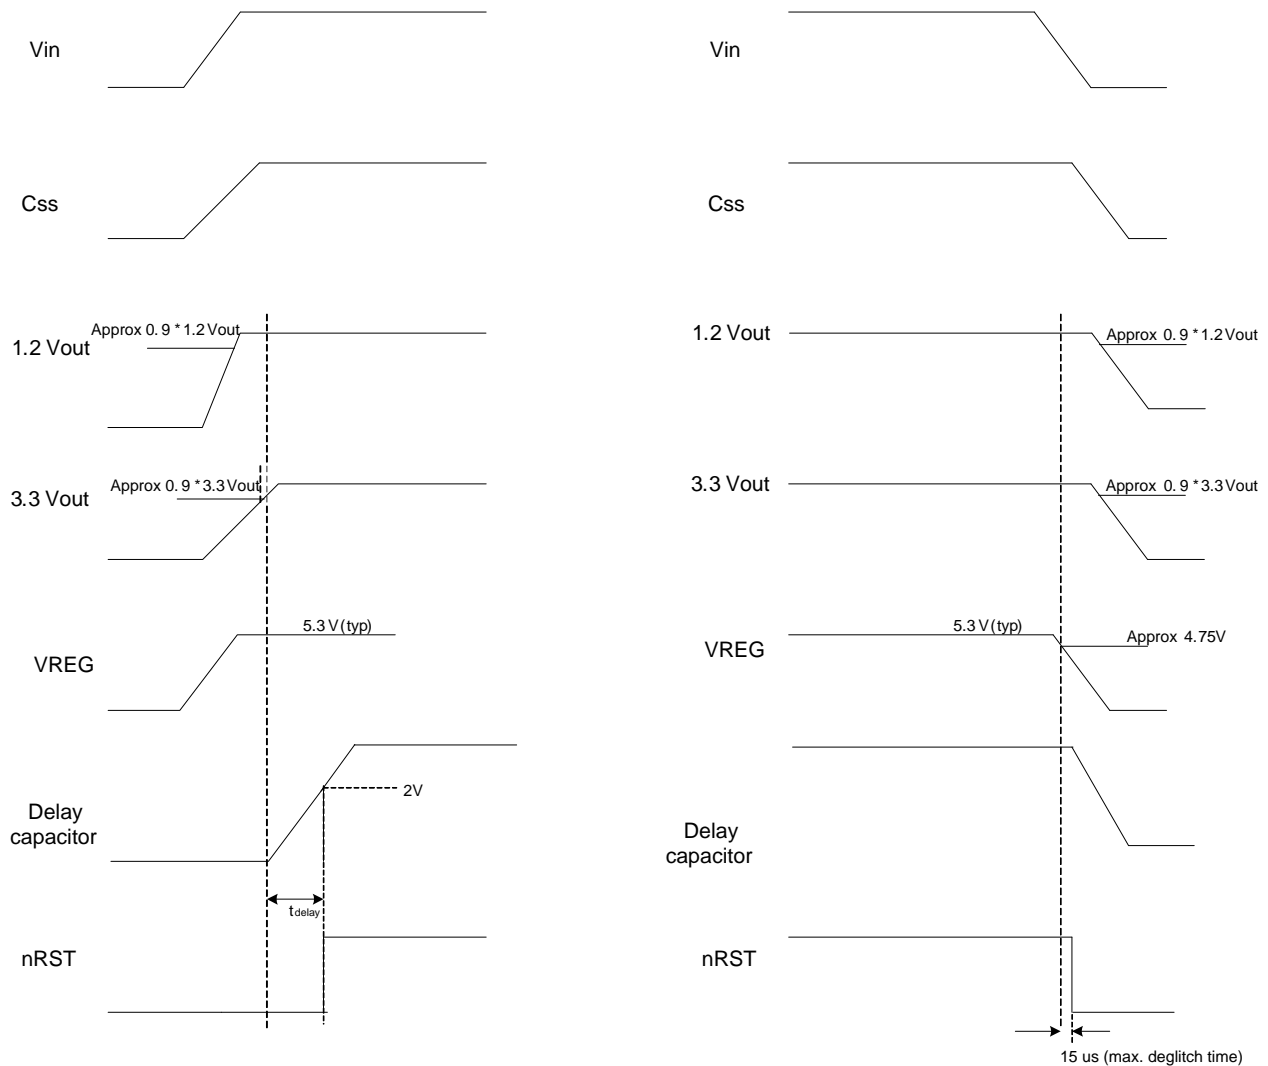 Vin
Css
Approx 0. 9 * 1.2 Vout
1.2 Vout
Approx 0. 9 * 3.3 Vout
3.3 Vout
5.3 V (typ)
VREG
2V
Delay
capacitor
tdelay
nRST
Vin
Css
1.2 Vout
Approx 0. 9 * 1.2 Vout
3.3 Vout
Approx 0. 9 * 3.3 Vout
5.3 V (typ)
Approx 4.75V
VREG
Delay
capacitor
nRST
15 us (max. deglitch time)